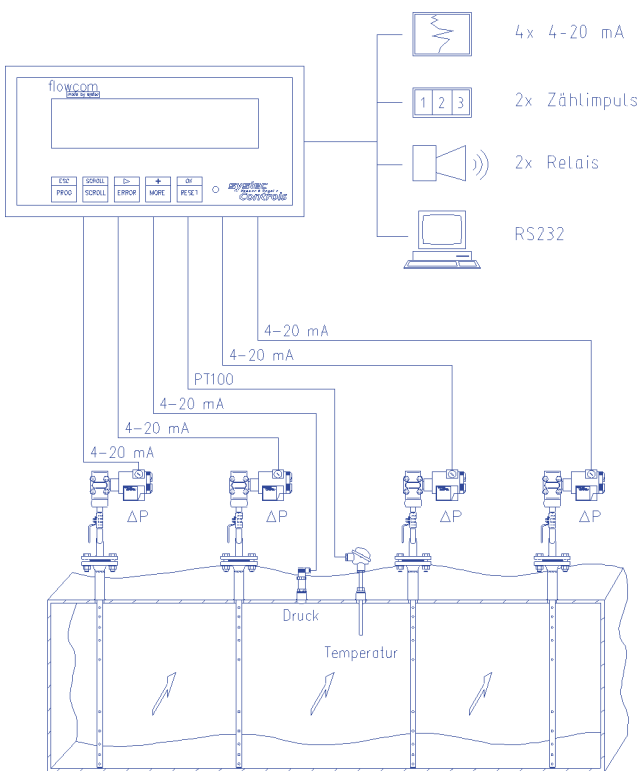 4x 4-20 mA
flowcom
1 2 3
2x Zählimpuls
ESC SCROLL ▷ + OK
PROG SCROLL ERROR MORE RESET
systec
Controls
2x Relais
RS232
4-20 mA
4-20 mA
PT100
4-20 mA
4-20 mA
4-20 mA
ΔP ΔP ΔP ΔP
Druck
Temperatur